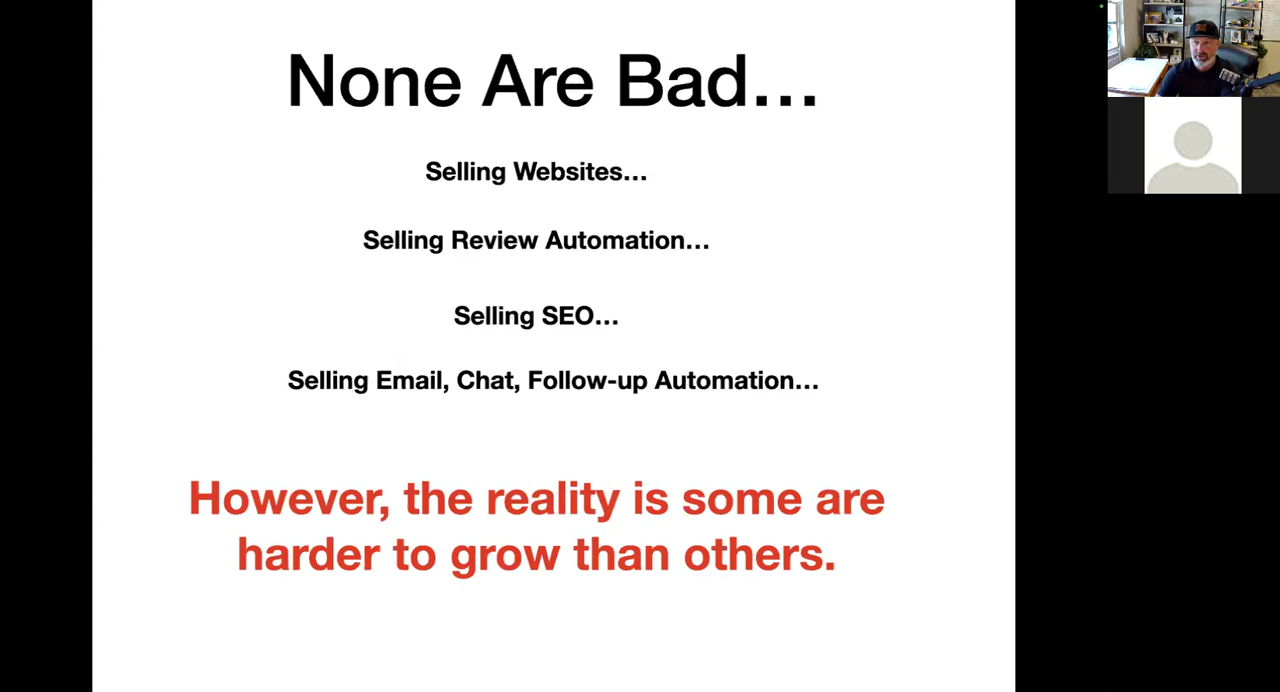 None Are Bad…
Selling Websites…
Selling Review Automation…
Selling SEO…
Selling Email, Chat, Follow-up Automation…
However, the reality is some are
harder to grow than others.